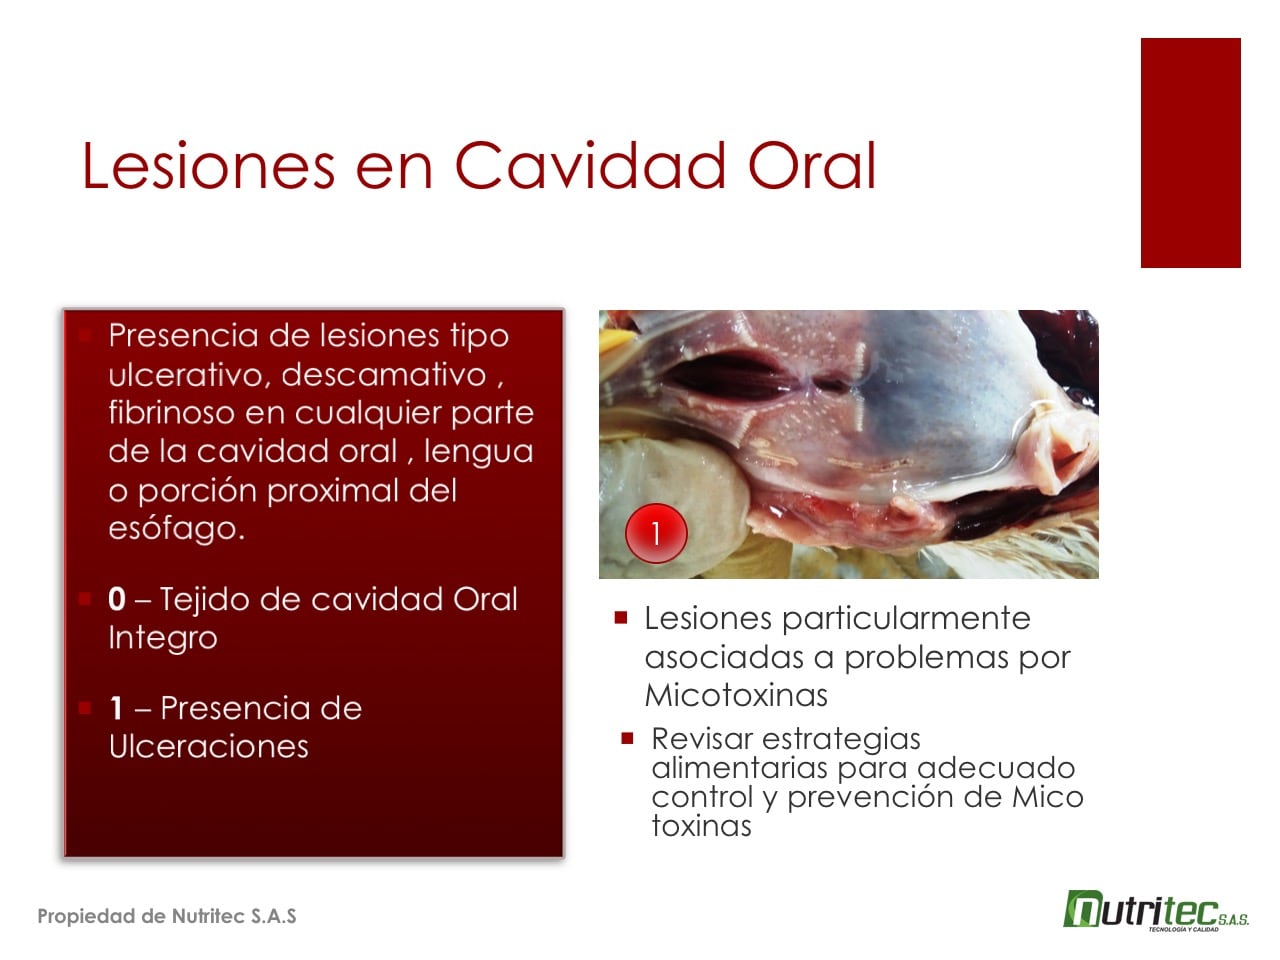 Lesiones en Cavidad Oral
Presencia de lesiones tipo
ulcerativo, descamativo ,
fibrinoso en cualquier parte
de la cavidad oral , lengua
o porción proximal del
esófago.
0 – Tejido de cavidad Oral
Integro
1 – Presencia de
Ulceraciones
1
Lesiones particularmente
asociadas a problemas por
Micotoxinas
Revisar estrategias
alimentarias para adecuado
control y prevención de Mico
toxinas
Propiedad de Nutritec S.A.S
nutritec S.A.S.
TECNOLOGÍA Y CALIDAD